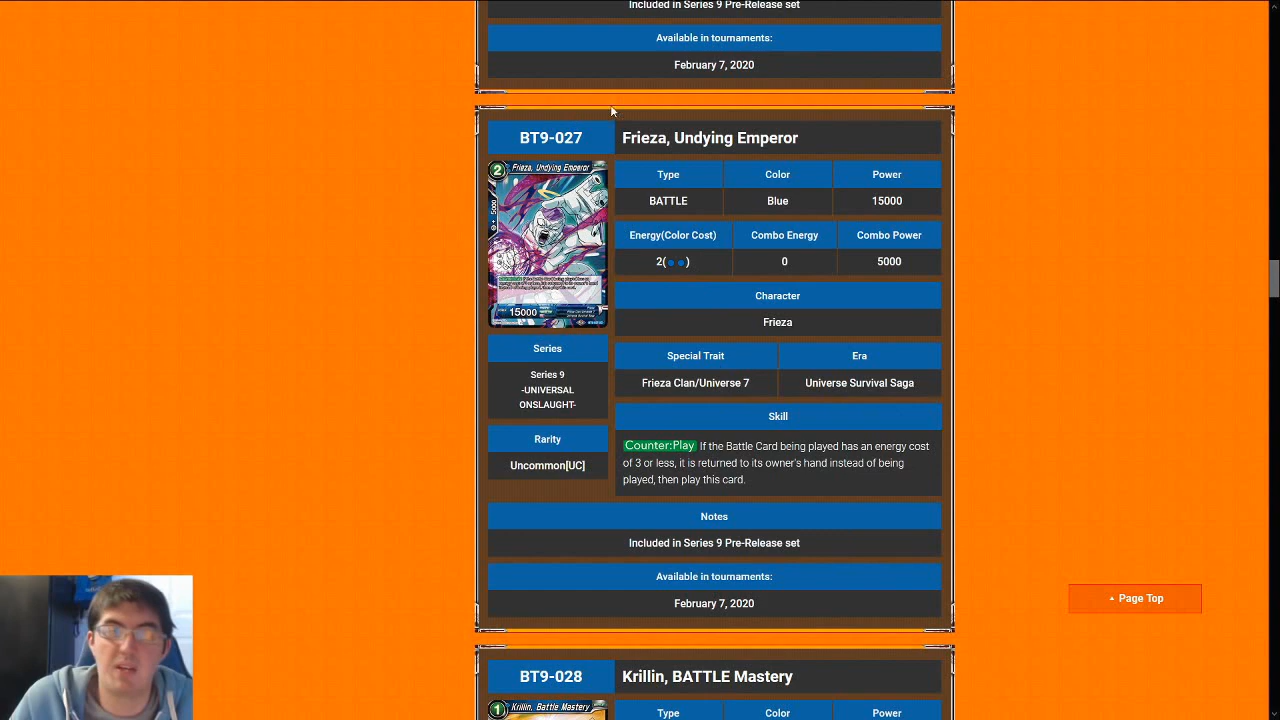 Included in Series 9 Pre-Release set
Available in tournaments:
February 7, 2020
BT9-027
Frieza, Undying Emperor
2
Frieza, Undying Emperor
5000
15000
Type
Color
Power
BATTLE
Blue
15000
Energy(Color Cost)
Combo Energy
Combo Power
2( )
0
5000
Character
Frieza
Series
Special Trait
Era
Series 9
-UNIVERSAL
ONSLAUGHT-
Frieza Clan/Universe 7
Universe Survival Saga
Skill
Rarity
Uncommon[UC]
Counter:Play If the Battle Card being played has an energy cost
of 3 or less, it is returned to its owner's hand instead of being
played, then play this card.
Notes
Included in Series 9 Pre-Release set
Available in tournaments:
February 7, 2020
Page Top
BT9-028
Krillin, BATTLE Mastery
1
Krillin, Battle Mastery
Type
Color
Power